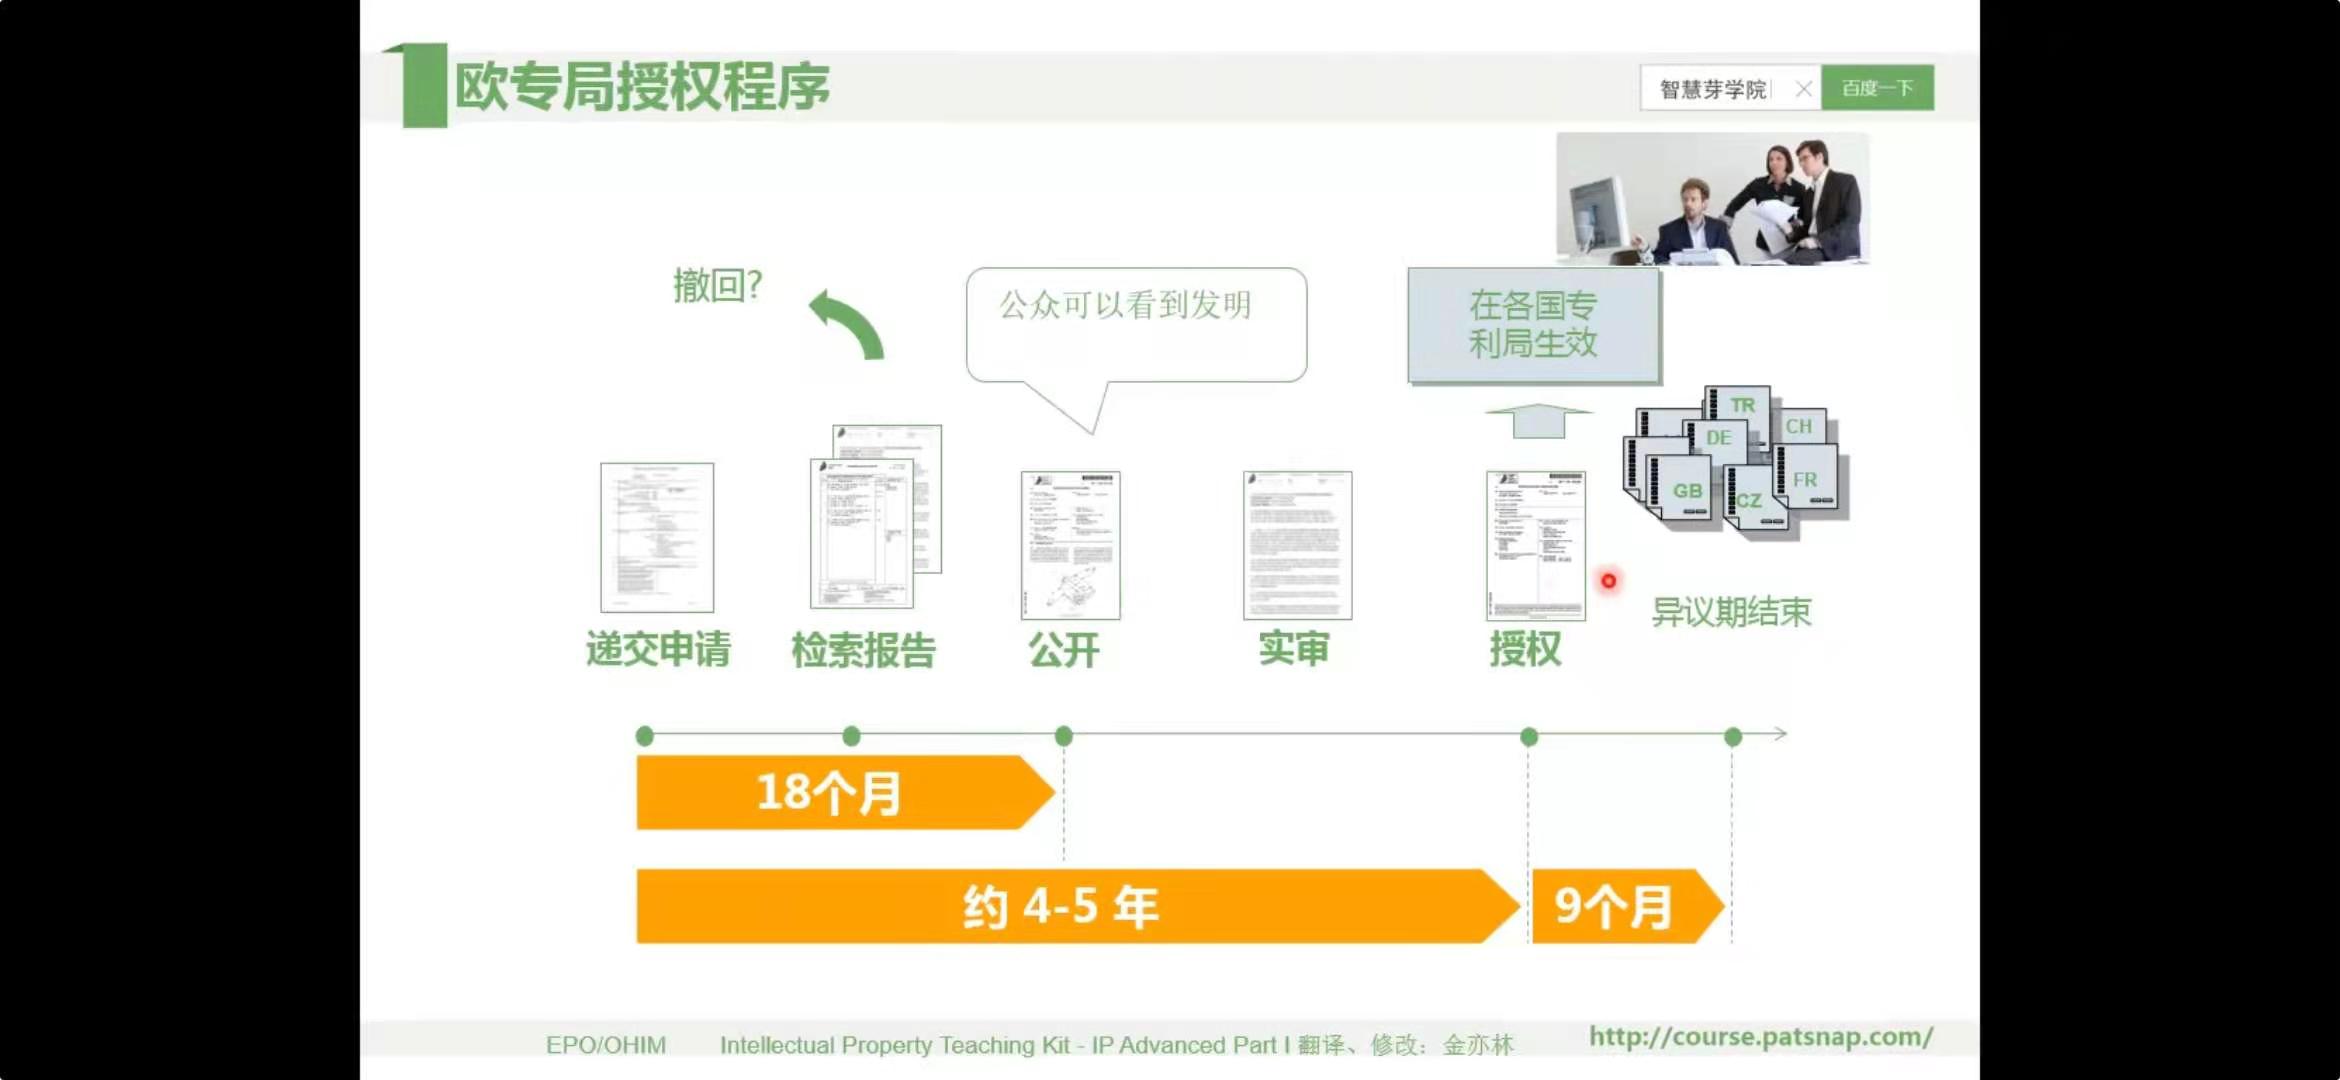 欧专局授权程序
智慧芽学院
百度一下
撤回?
公众可以看到发明
在各国专
利局生效
TR
DE
CH
GB
CZ
FR
递交申请
检索报告
公开
实审
授权
异议期结束
18个月
约 4-5 年
9个月
EPO/OHIM
Intellectual Property Teaching Kit - IP Advanced Part I 翻译、修改：金亦林
http://course.patsnap.com/